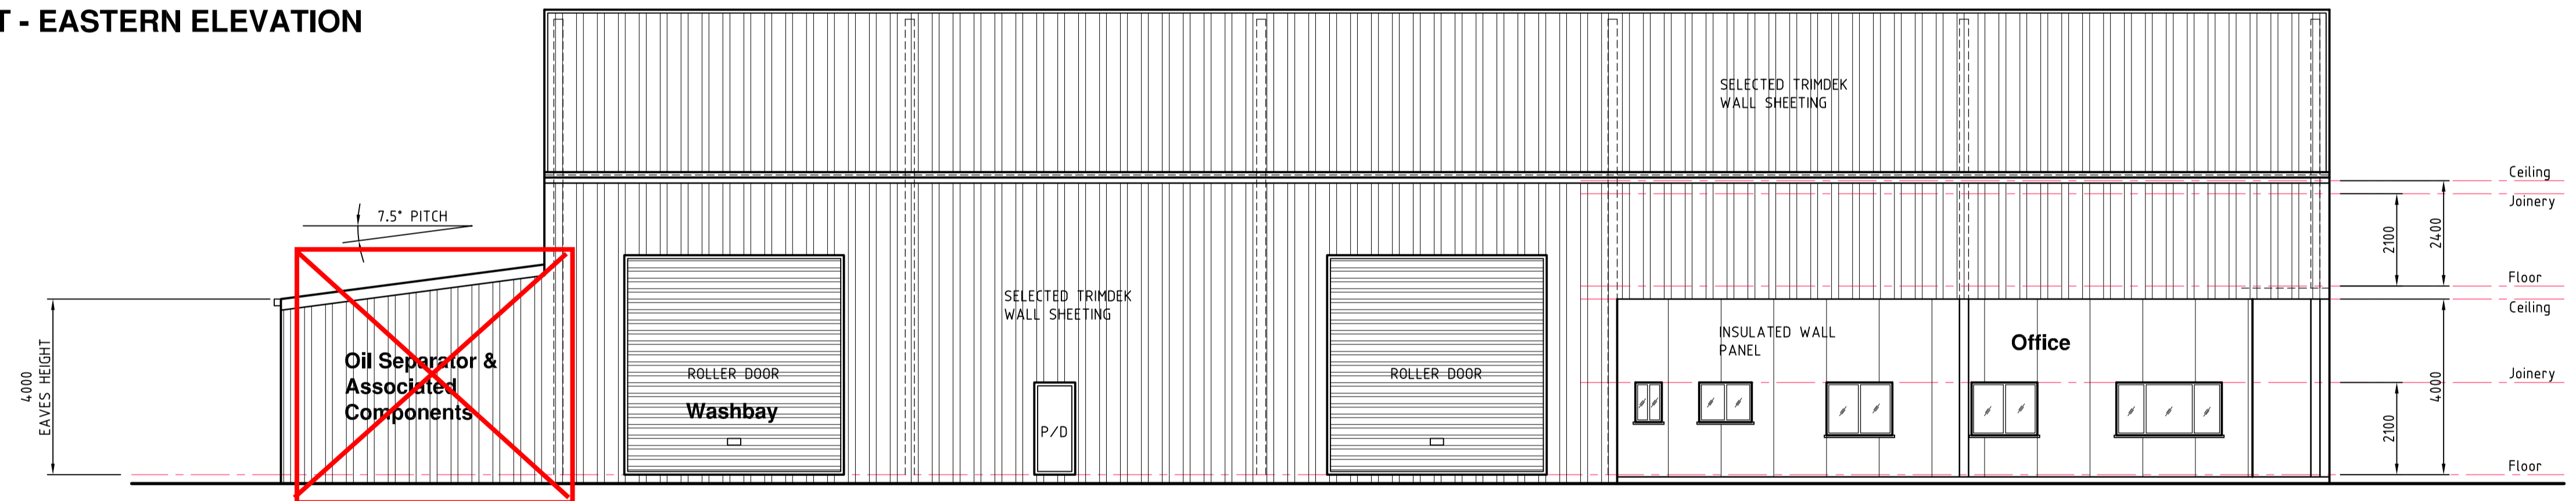 T - EASTERN ELEVATION
SELECTED TRIMDEK
WALL SHEETING
Ceiling
Joinery
7.5° PITCH
2100
2400
Floor
SELECTED TRIMDEK
WALL SHEETING
Ceiling
INSULATED WALL
PANEL
Office
4000
EAVES HEIGHT
Oil Separator &
Associated
Components
ROLLER DOOR
Washbay
P/D
ROLLER DOOR
Joinery
2100
4000
Floor